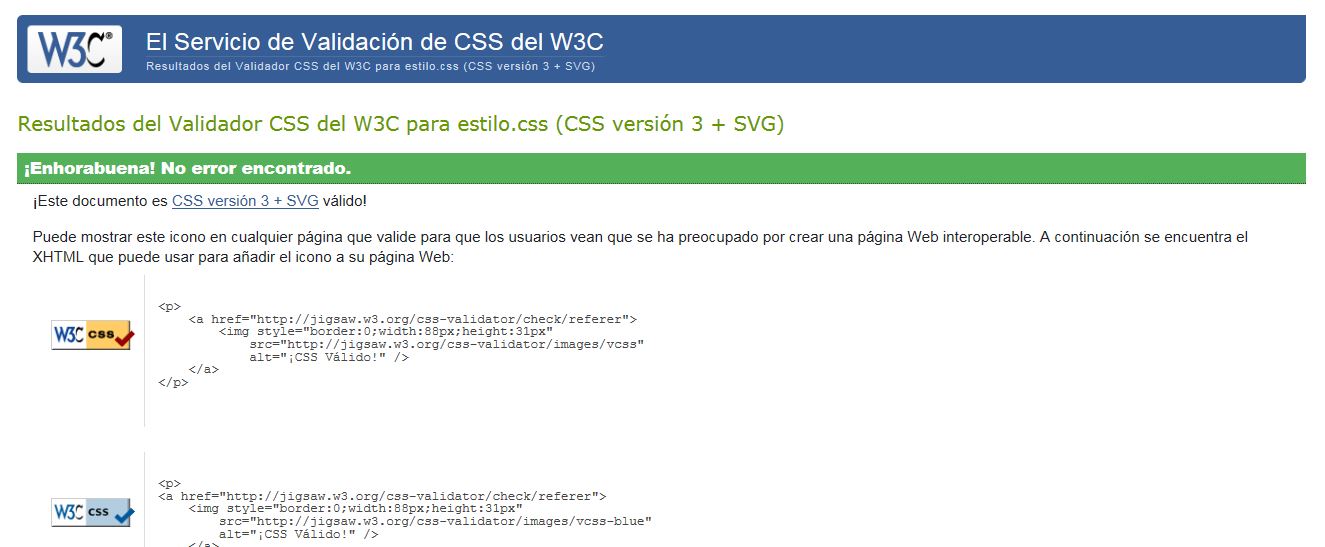 W3C®
El Servicio de Validación de CSS del W3C
Resultados del Validador CSS del W3C para estilo.css (CSS versión 3 + SVG)
Resultados del Validador CSS del W3C para estilo.css (CSS versión 3 + SVG)
¡Enhorabuena! No error encontrado.
¡Este documento es CSS versión 3 + SVG válido!
Puede mostrar este icono en cualquier página que valide para que los usuarios vean que se ha preocupado por crear una página Web interoperable. A continuación se encuentra el
XHTML que puede usar para añadir el icono a su página Web:
W3C css
<p>
<a href="http://jigsaw.w3.org/css-validator/check/referer">
<img style="border:0;width:88px;height:31px"
src="http://jigsaw.w3.org/css-validator/images/vcss"
alt="¡CSS Válido!" />
</a>
</p>
W3C css
<p>
<a href="http://jigsaw.w3.org/css-validator/check/referer">
<img style="border:0;width:88px;height:31px"
src="http://jigsaw.w3.org/css-validator/images/vcss-blue"
alt="¡CSS Válido!" />
</a>